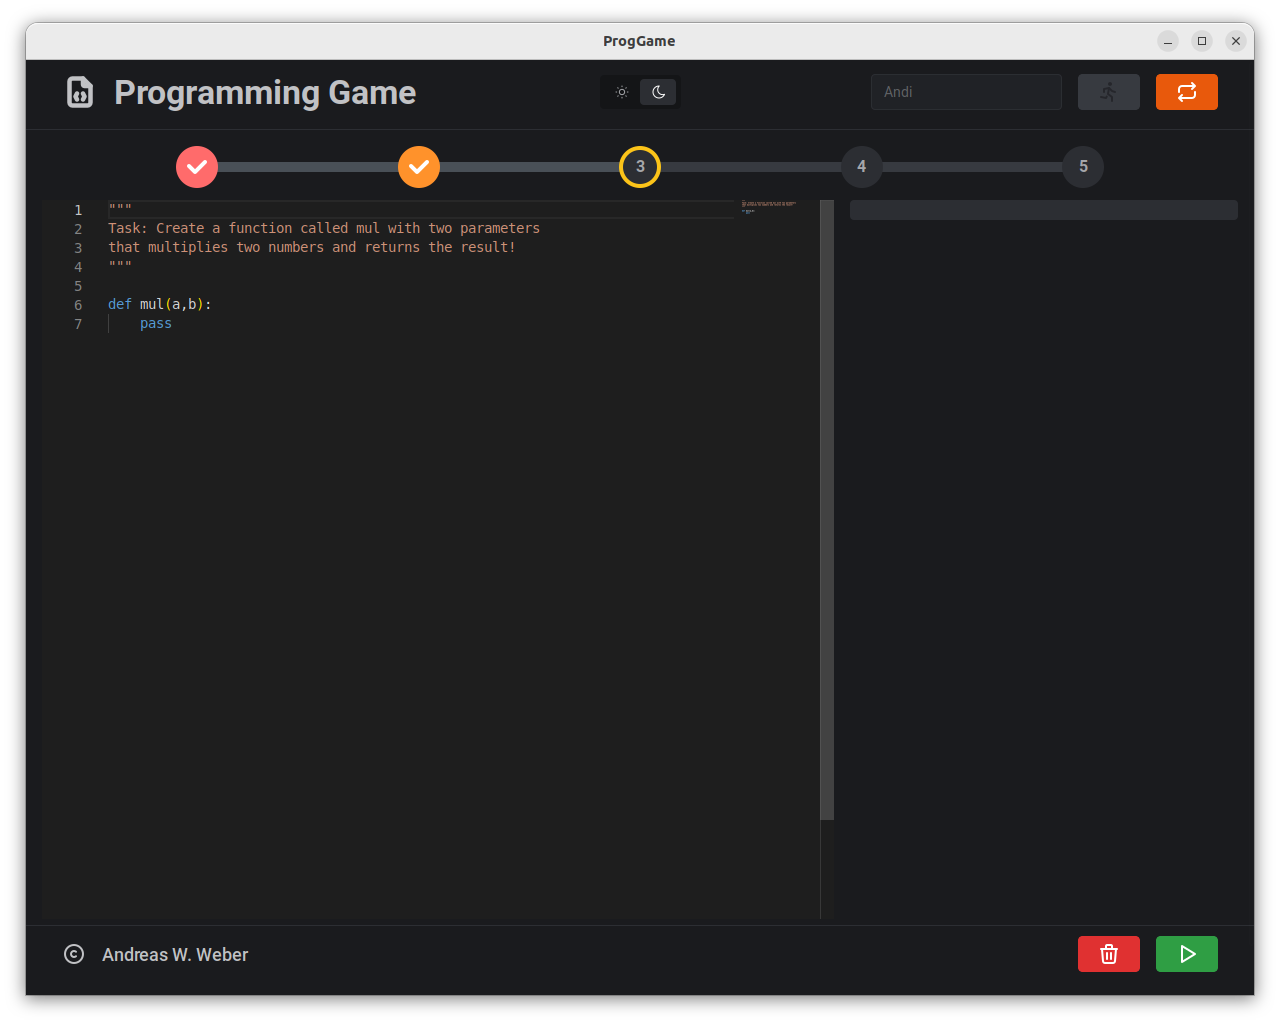 ProgGame
Programming Game
Andi
3
4
5
1 """
2 Task: Create a function called mul with two parameters
3 that multiplies two numbers and returns the result!
4 """
5
6 def mul(a,b):
7     pass
© Andreas W. Weber